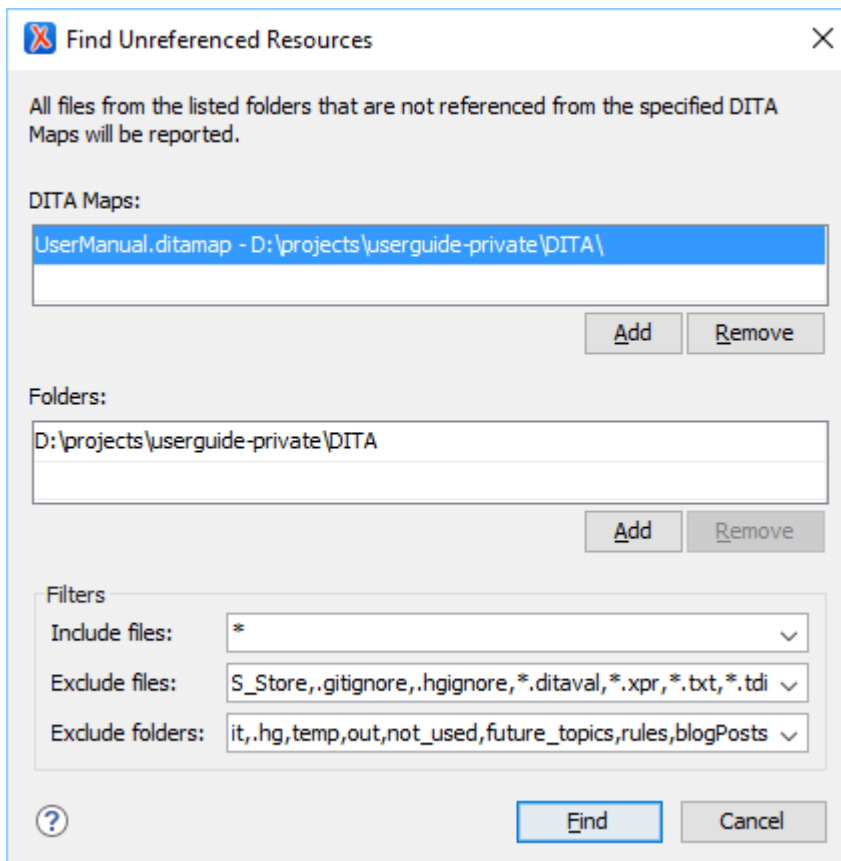 Find Unreferenced Resources
All files from the listed folders that are not referenced from the specified DITA
Maps will be reported.
DITA Maps:
UserManual.ditamap - D:\projects\userguide-private\DITA\
Add Remove
Folders:
D:\projects\userguide-private\DITA
Add Remove
Filters
Include files: *
Exclude files: S_Store,.gitignore,.hgignore,*.ditaval,*.xpr,*.txt,*.tdi
Exclude folders: it,.hg,temp,out,not_used,future_topics,rules,blogPosts
? Find Cancel